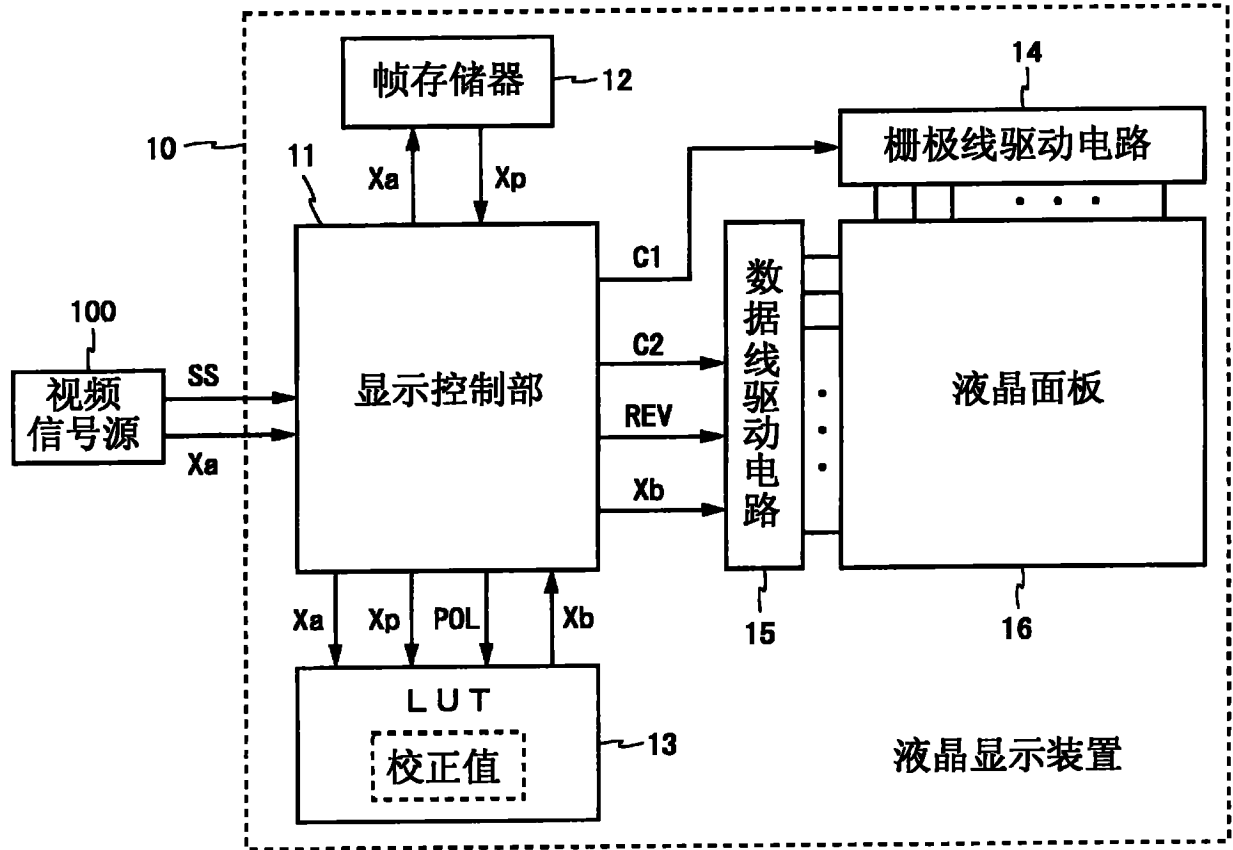 帧存储器
12
14
10
11
栅极线驱动电路
Xa
Xp
C1
数据线驱动电路
100
C2
SS
视频
信号源
显示控制部
液晶面板
REV
Xa
Xb
Xa
Xp
POL
Xb
15
16
LUT
校正值
13
液晶显示装置